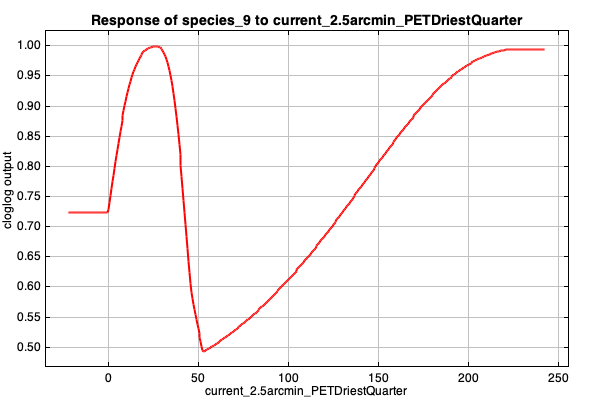 Response of species_9 to current_2.5arcmin_PETDriestQuarter
1.00
0.95
0.90
0.85
0.80
0.75
0.70
0.65
0.60
0.55
0.50
cloglog output
0 50 100 150 200 250
current_2.5arcmin_PETDriestQuarter